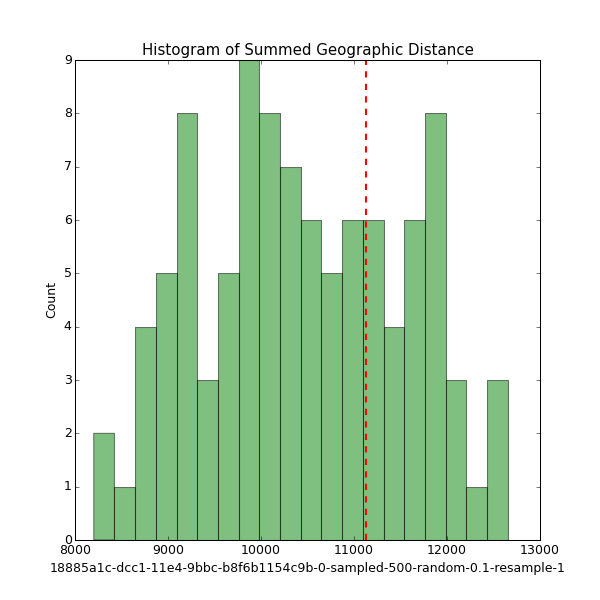 Histogram of Summed Geographic Distance
9
8
7
6
5
4
3
2
1
0
Count
8000 9000 10000 11000 12000 13000
18885a1c-dcc1-11e4-9bbc-b8f6b1154c9b-0-sampled-500-random-0.1-resample-1